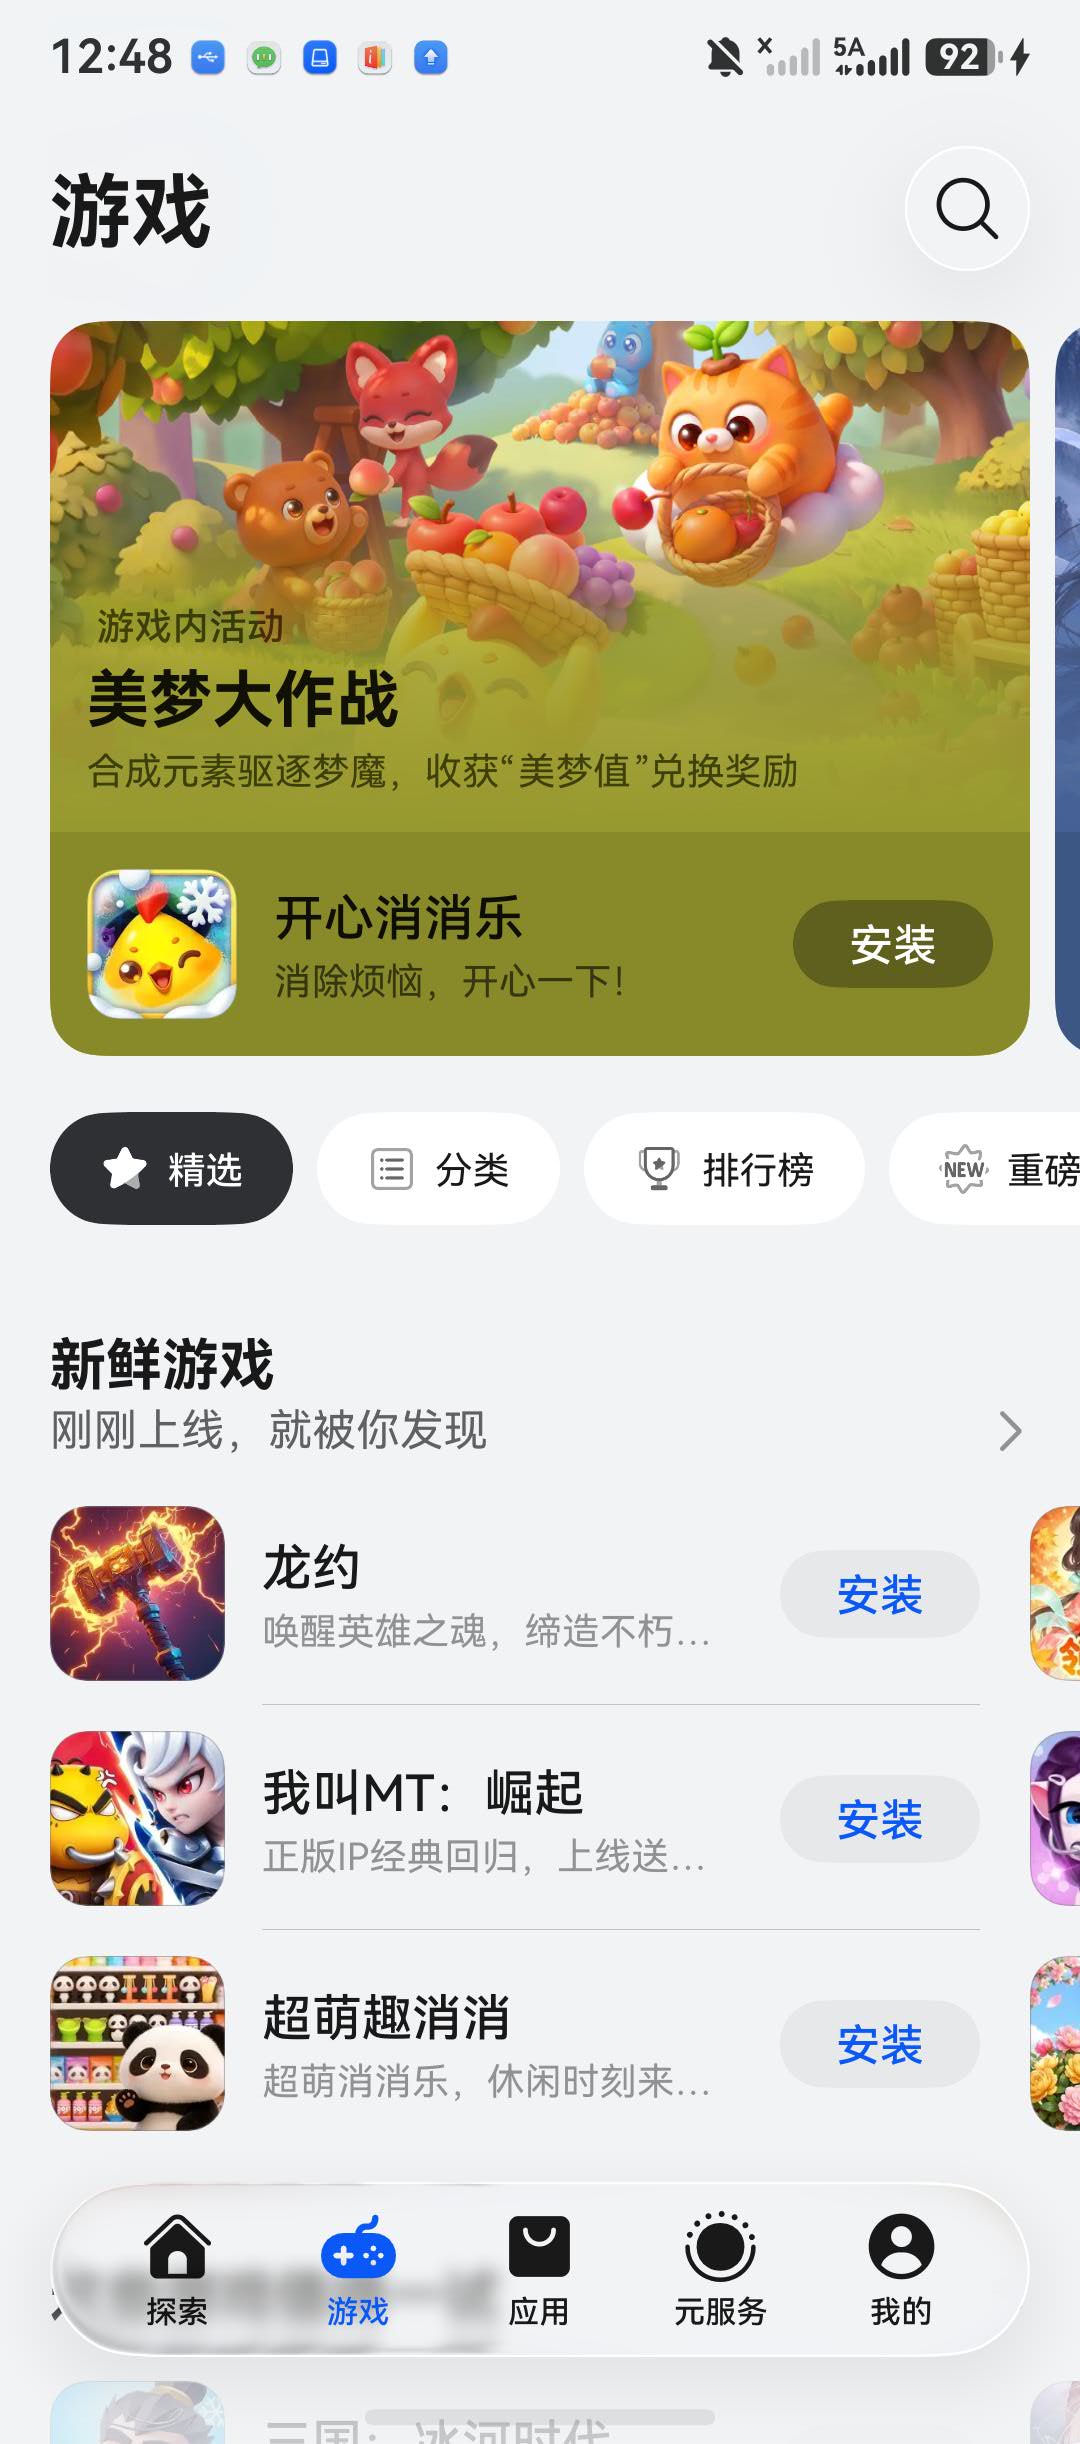 12:48
5A
92
游戏
游戏内活动
美梦大作战
合成元素驱逐梦魔，收获“美梦值”兑换奖励
开心消消乐
消除烦恼，开心一下！
安装
精选
分类
排行榜
NEW 重磅
新鲜游戏
刚刚上线，就被你发现
龙约
唤醒英雄之魂，缔造不朽...
安装
我叫MT：崛起
正版IP经典回归，上线送...
安装
超萌趣消消
超萌消消乐，休闲时刻来...
安装
探索
游戏
应用
元服务
我的
三国：冰河时代